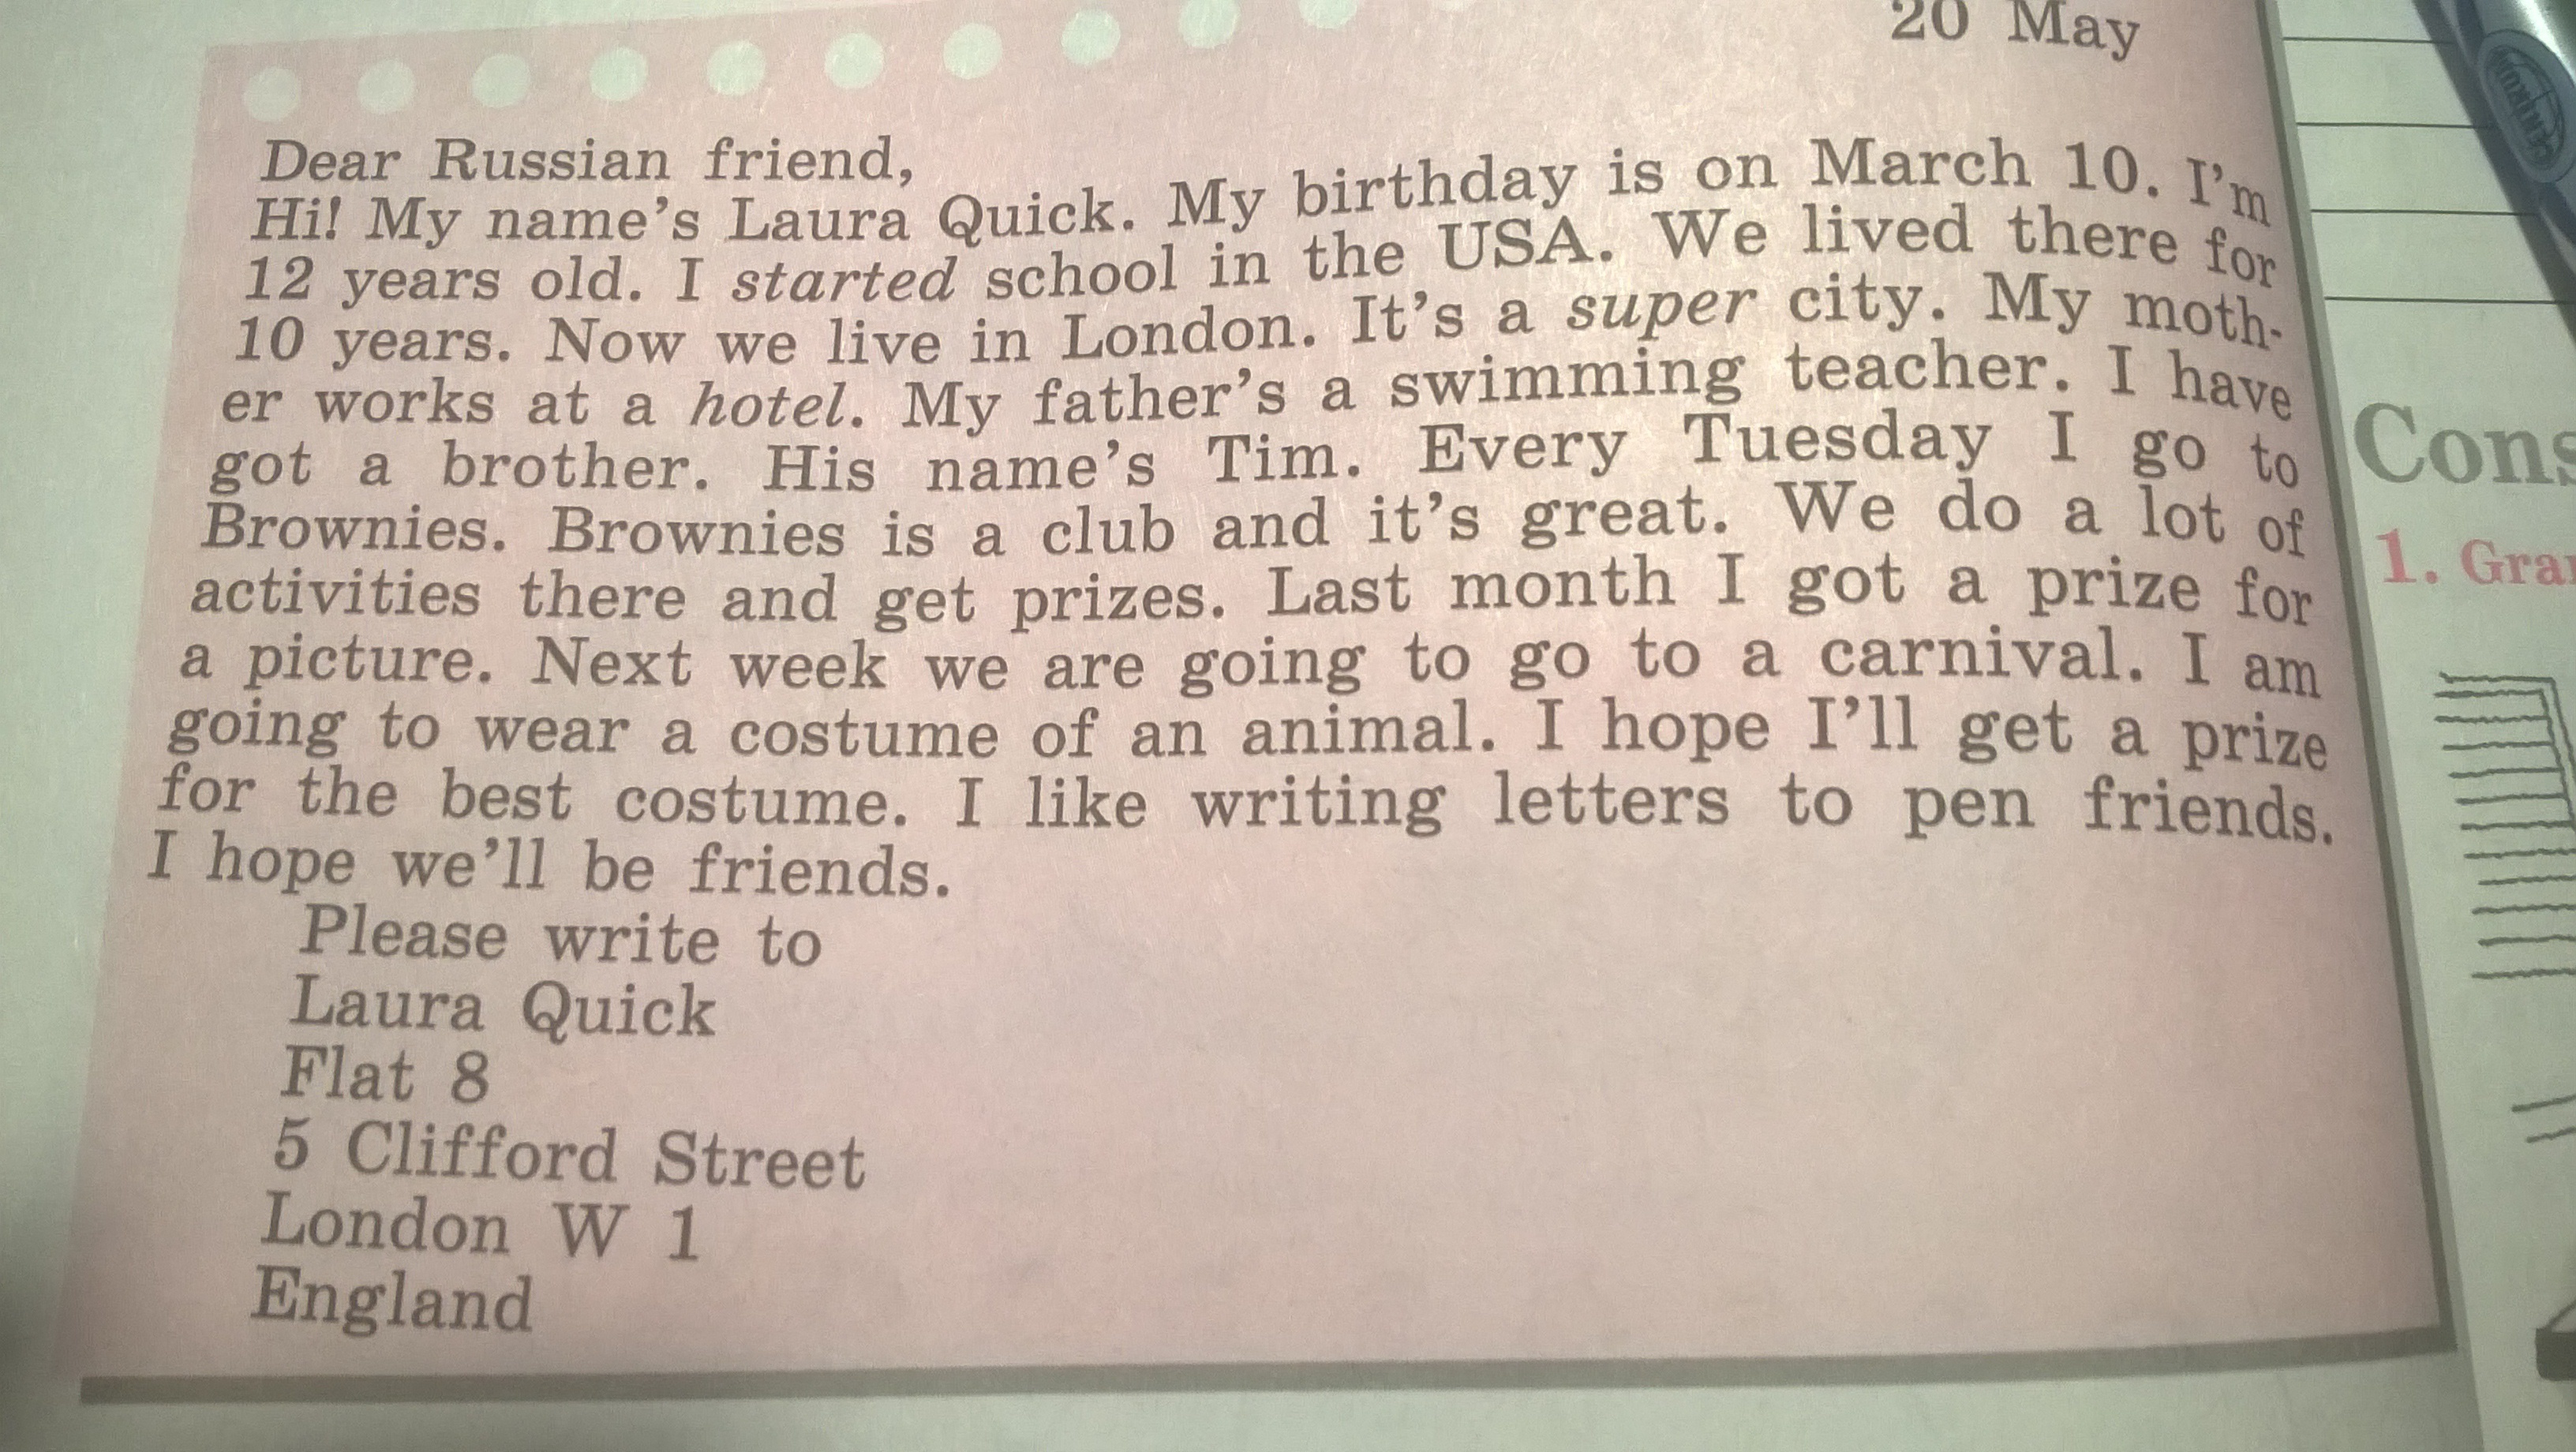 20 May
Dear Russian friend,
Hi! My name's Laura Quick. My birthday is on March 10. I'm
12 years old. I started school in the USA. We lived there for
10 years. Now we live in London. It's a super city. My moth-
er works at a hotel. My father's a swimming teacher. I have
got a brother. His name's Tim. Every Tuesday I go to
Brownies. Brownies is a club and it's great. We do a lot of
activities there and get prizes. Last month I got a prize for
a picture. Next week we are going to go to a carnival. I am
going to wear a costume of an animal. I hope I'll get a prize
for the best costume. I like writing letters to pen friends.
I hope we'll be friends.
Please write to
Laura Quick
Flat 8
5 Clifford Street
London W 1
England
Cons
1. Gra